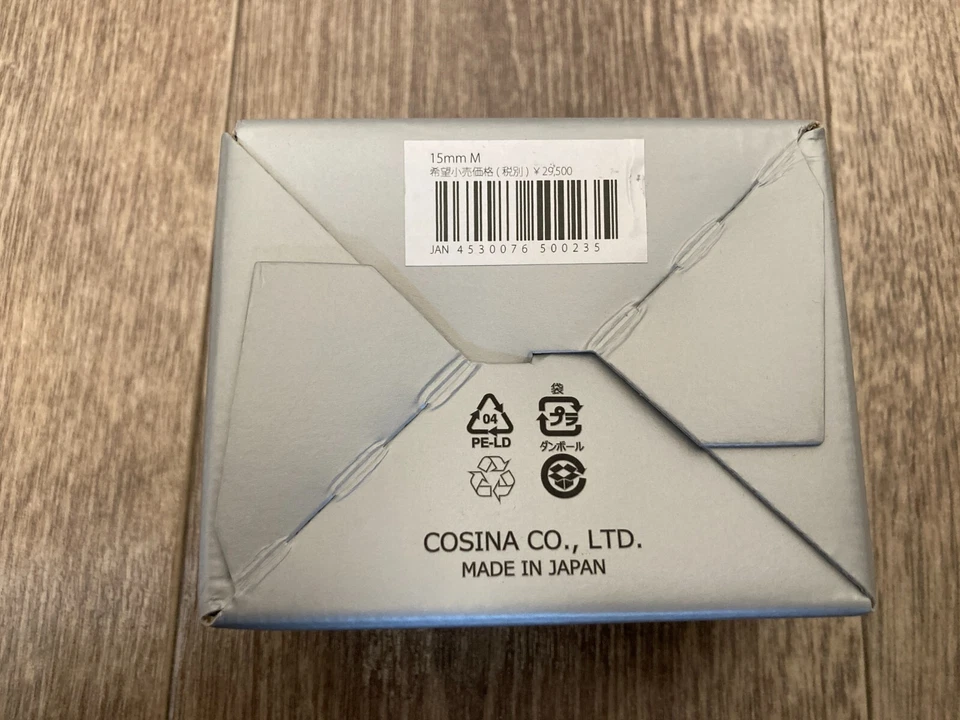 15mm M
希望小売価格 ( 税別 ) ￥29,500
JAN 4530076 500235
袋
04 プラ
PE-LD ダンボール
COSINA CO., LTD.
MADE IN JAPAN